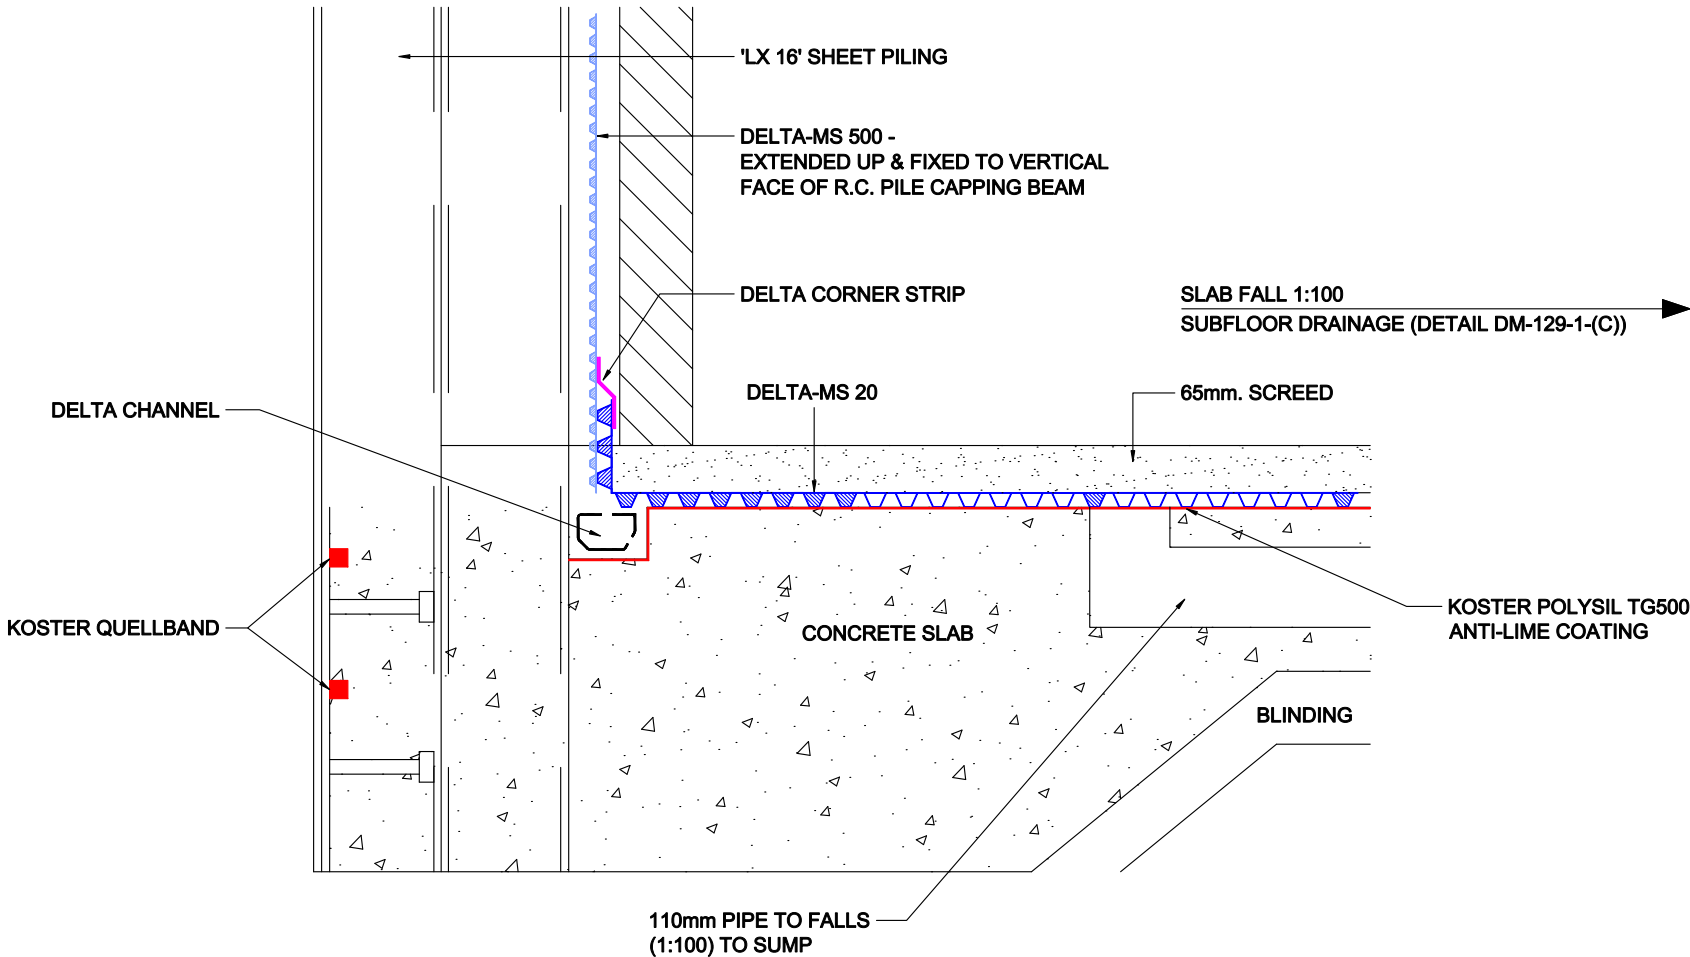 'LX 16' SHEET PILING
DELTA-MS 500 -
EXTENDED UP & FIXED TO VERTICAL
FACE OF R.C. PILE CAPPING BEAM
DELTA CORNER STRIP
SLAB FALL 1:100
SUBFLOOR DRAINAGE (DETAIL DM-129-1-(C))
DELTA-MS 20
65mm. SCREED
DELTA CHANNEL
KOSTER QUELLBAND
CONCRETE SLAB
KOSTER POLYSIL TG500
ANTI-LIME COATING
BLINDING
110mm PIPE TO FALLS
(1:100) TO SUMP